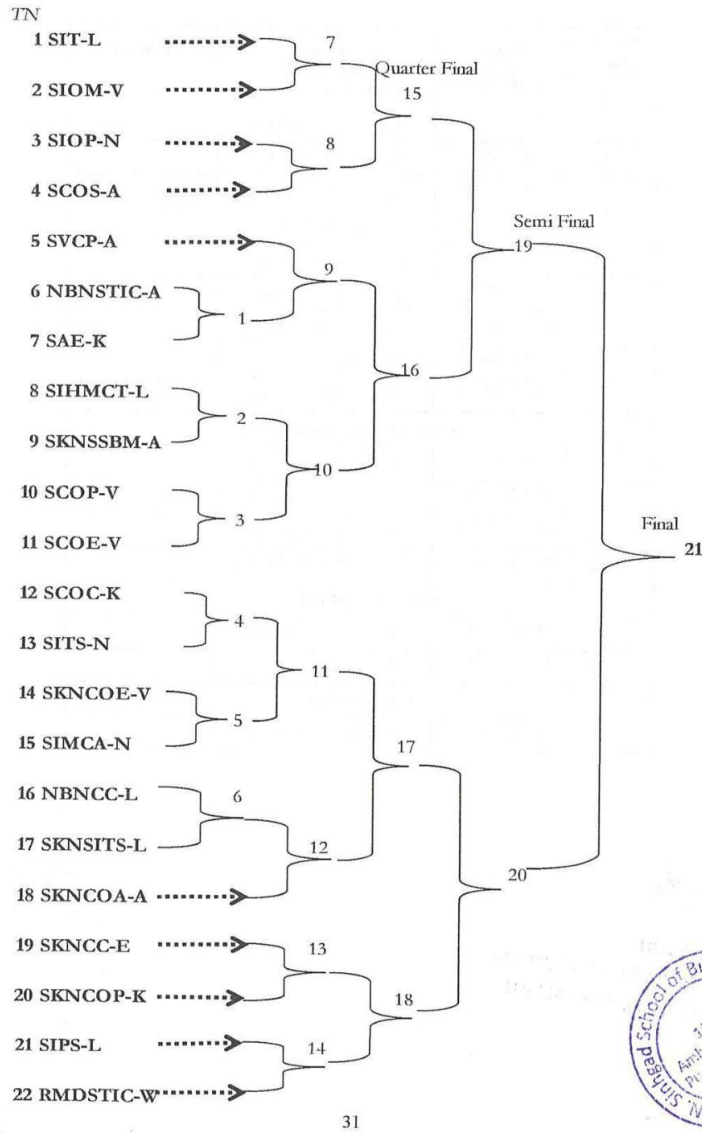 TN
1 SIT-L
7
Quarter Final
2 SIOM-V
15
3 SIOP-N
8
4 SCOS-A
Semi Final
5 SVCP-A
19
9
6 NBNSTIC-A
1
7 SAE-K
16
8 SIHMCT-L
2
9 SKNSSBM-A
10
10 SCOP-V
3
Final
11 SCOE-V
21
12 SCOC-K
4
13 SITS-N
11
14 SKNCOE-V
5
15 SIMCA-N
17
16 NBNCC-L
6
17 SKNSITS-L
12
20
18 SKNCOA-A
19 SKNCC-E
13
20 SKNCOP-K
18
21 SIPS-L
14
22 RMDSTIC-W
31
N. Sinhgad School of